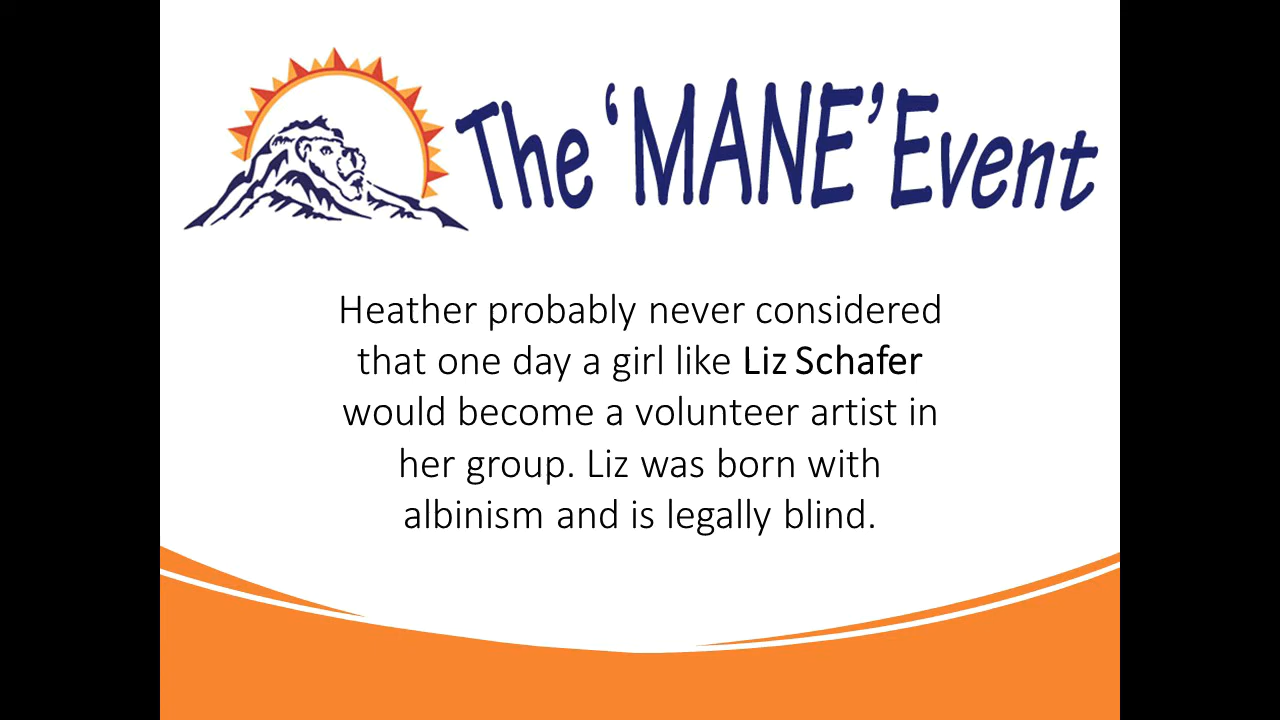 The ‘MANE’ Event
Heather probably never considered
that one day a girl like Liz Schafer
would become a volunteer artist in
her group. Liz was born with
albinism and is legally blind.